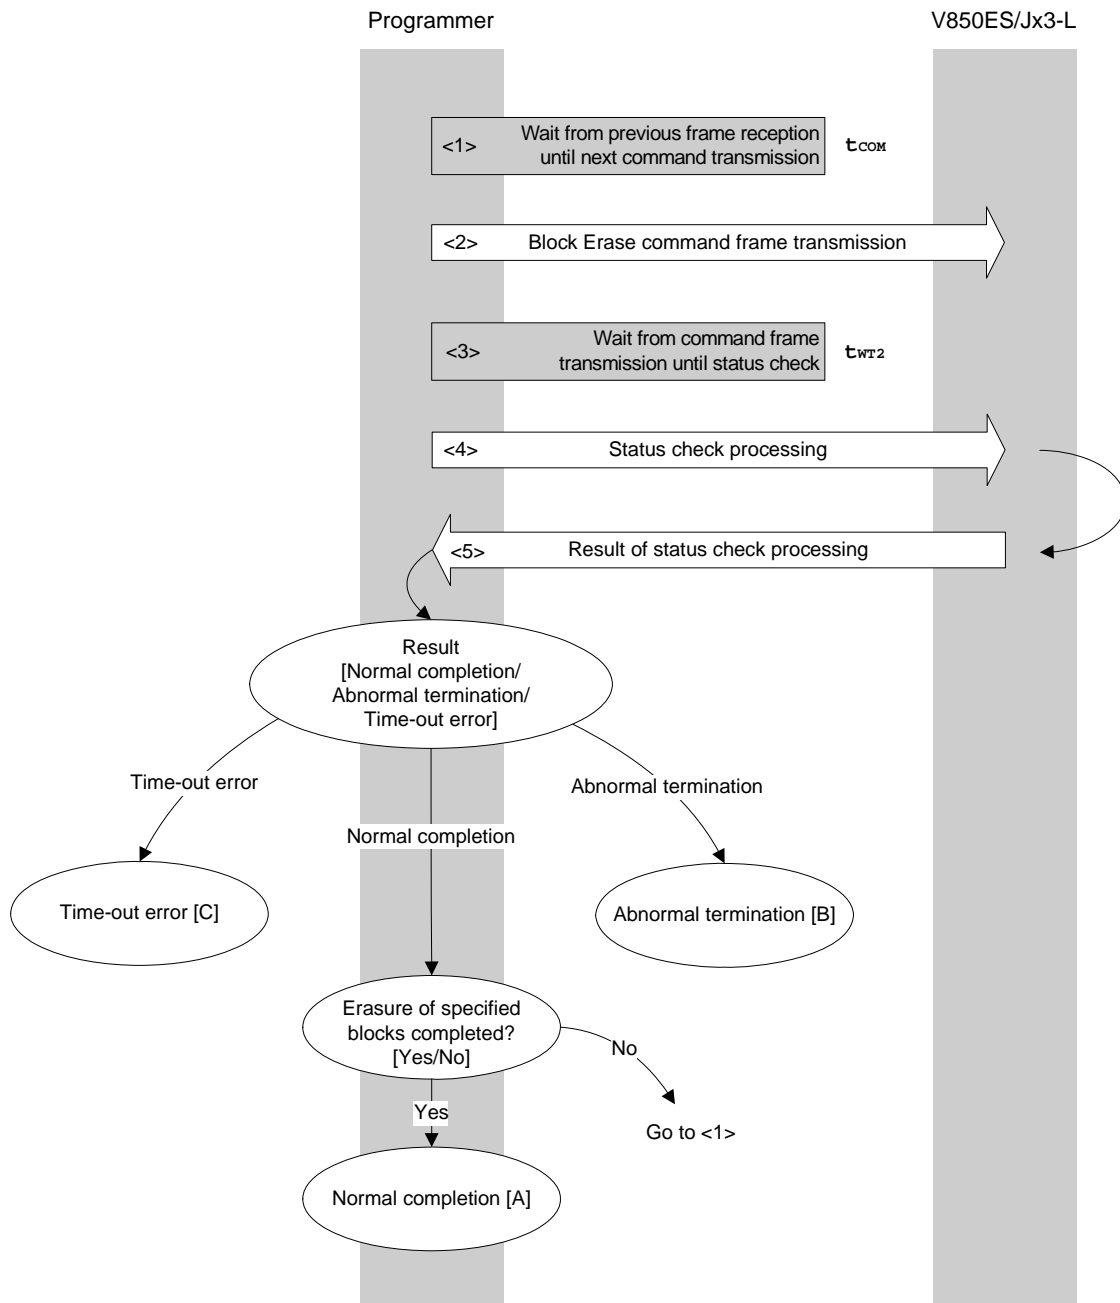 Programmer
V850ES/Jx3-L
<1>
Wait from previous frame reception
until next command transmission
tCOM
<2>
Block Erase command frame transmission
<3>
Wait from command frame
transmission until status check
tWT2
<4>
Status check processing
<5>
Result of status check processing
Result
[Normal completion/
Abnormal termination/
Time-out error]
Time-out error
Abnormal termination
Normal completion
Time-out error [C]
Abnormal termination [B]
Erasure of specified
blocks completed?
[Yes/No]
No
Yes
Go to <1>
Normal completion [A]